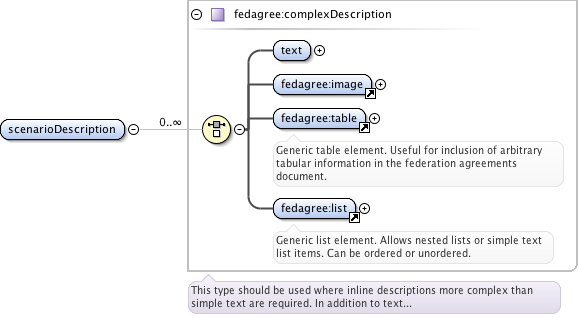 fedagree:complexDescription
text
fedagree:image
scenarioDescription
0..∞
fedagree:table
Generic table element. Useful for inclusion of arbitrary
tabular information in the federation agreements
document.
fedagree:list
Generic list element. Allows nested lists or simple text
list items. Can be ordered or unordered.
This type should be used where inline descriptions more complex than
simple text are required. In addition to text...